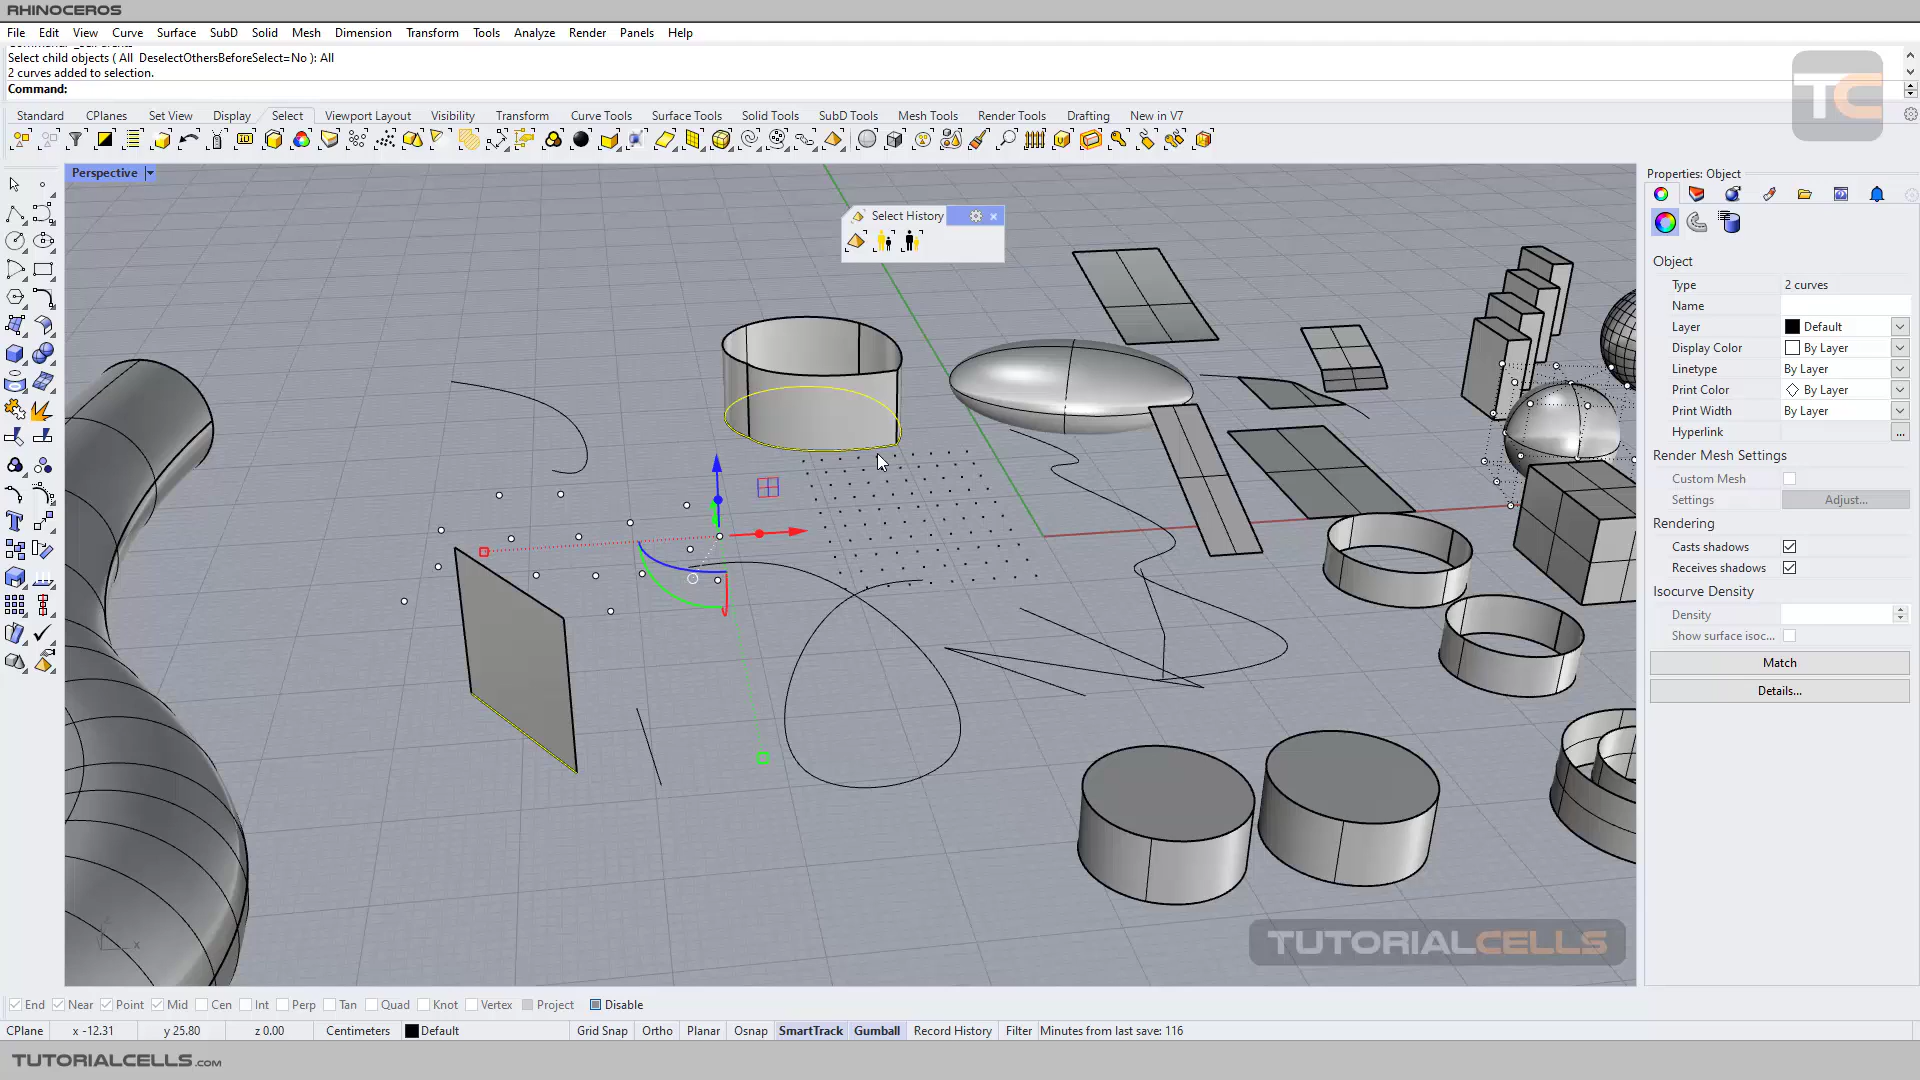 RHINOCEROS
File Edit View Curve Surface SubD Solid Mesh Dimension Transform Tools Analyze Render Panels Help
Select child objects ( All DeselectOthersBeforeSelect=No ): All
2 curves added to selection.
Command:
TC
Standard CPlanes Set View Display Select Viewport Layout Visibility Transform Curve Tools Surface Tools Solid Tools SubD Tools Mesh Tools Render Tools Drafting New in V7
Perspective
Select History
Properties: Object
Object
Type 2 curves
Name
Layer Default
Display Color By Layer
Linetype By Layer
Print Color By Layer
Print Width By Layer
Hyperlink ...
Render Mesh Settings
Custom Mesh
Settings Adjust...
Rendering
Casts shadows
Receives shadows
Isocurve Density
Density
Show surface isoc...
Match
Details...
x
TUTORIALCELLS
End Near Point Mid Cen Int Perp Tan Quad Knot Vertex Project Disable
CPlane x -12.31 y 25.80 z 0.00 Centimeters Default Grid Snap Ortho Planar Osnap SmartTrack Gumball Record History Filter Minutes from last save: 116
TUTORIALCELLS.COM